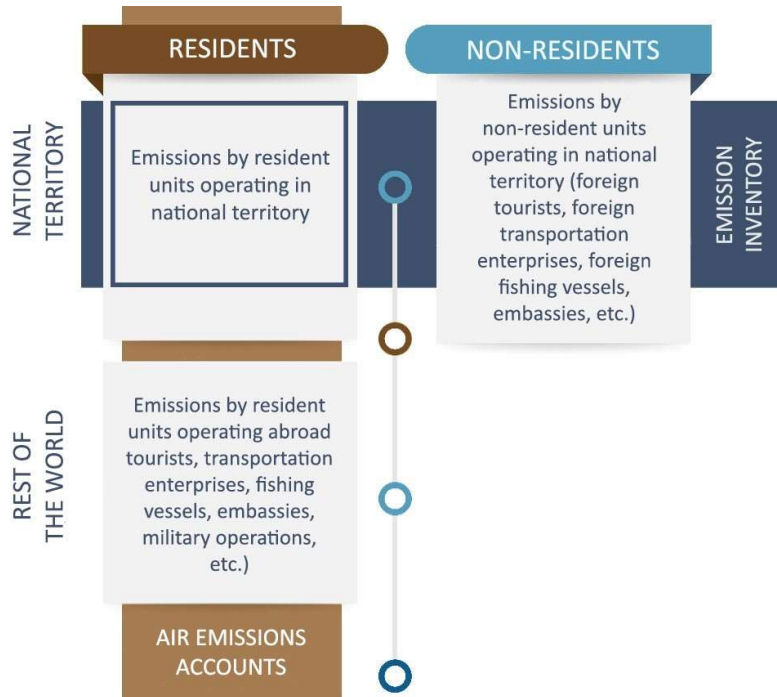 RESIDENTS
NON-RESIDENTS
NATIONAL
TERRITORY
Emissions by resident
units operating in
national territory
Emissions by
non-resident units
operating in national
territory (foreign
tourists, foreign
transportation
enterprises, foreign
fishing vessels,
embassies, etc.)
EMISSION
INVENTORY
REST OF
THE WORLD
Emissions by resident
units operating abroad
tourists, transportation
enterprises, fishing
vessels, embassies,
military operations,
etc.)
AIR EMISSIONS
ACCOUNTS